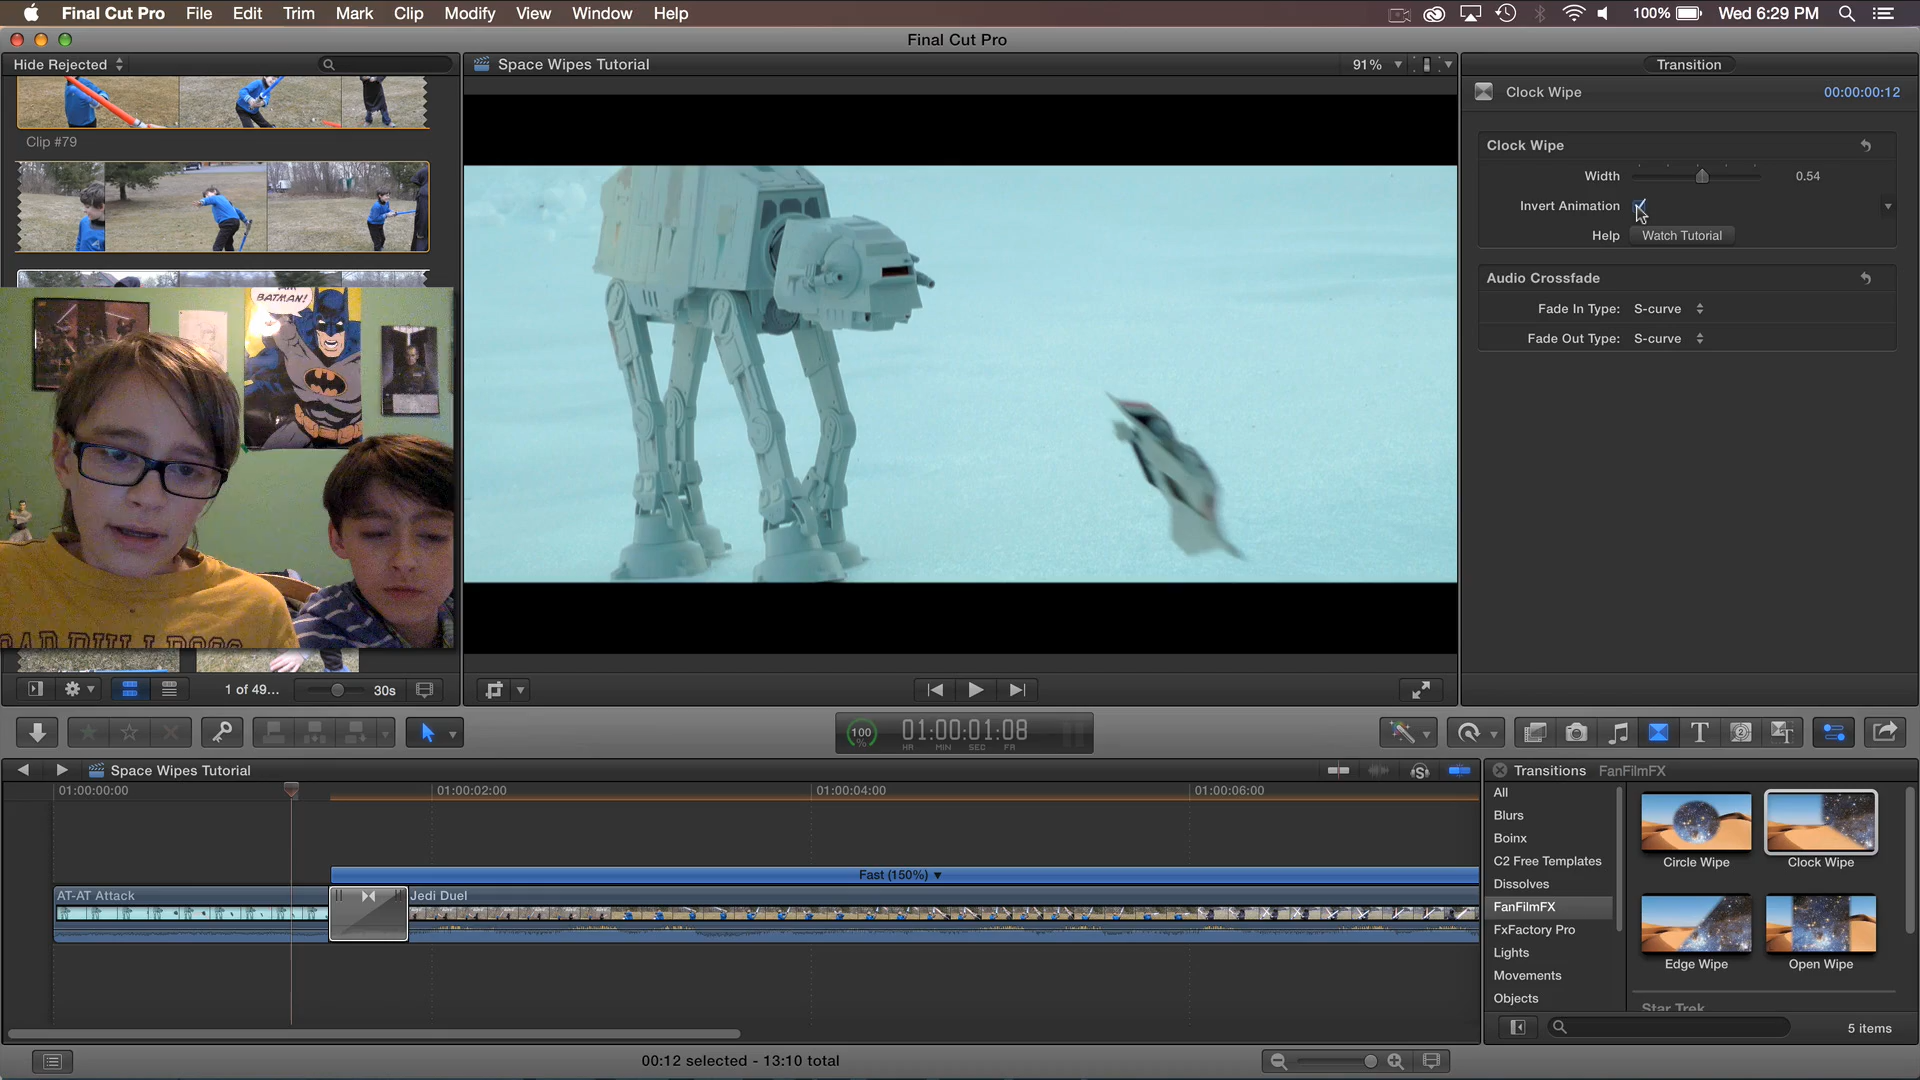 Final Cut Pro File Edit Trim Mark Clip Modify View Window Help 100% Wed 6:29 PM
Final Cut Pro
Hide Rejected
Space Wipes Tutorial 91%
Transition
Clock Wipe 00:00:00:12
Clip #79
Clock Wipe
Width 0.54
Invert Animation
Help Watch Tutorial
Audio Crossfade
Fade In Type: S-curve
Fade Out Type: S-curve
BATMAN!
1 of 49... 30s
100 % 01:00:01:08
HR MIN SEC FR
Space Wipes Tutorial
01:00:00:00 01:00:02:00 01:00:04:00 01:00:06:00
Fast (150%)
AT-AT Attack Jedi Duel
Transitions FanFilmFX
All
Blurs
Boinx
C2 Free Templates
Dissolves
FanFilmFX
FxFactory Pro
Lights
Movements
Objects
Circle Wipe Clock Wipe
Edge Wipe Open Wipe
Star Trek
5 items
00:12 selected - 13:10 total